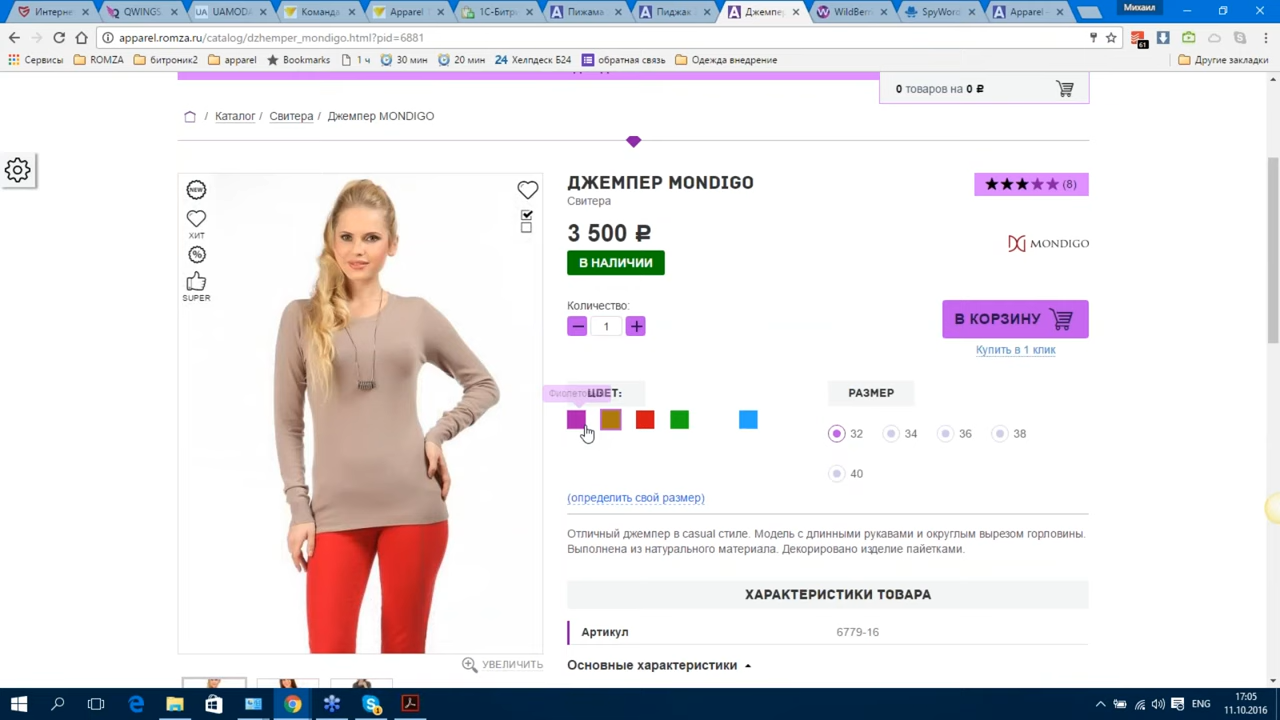 Михаил
Интерне
QWINGS
UAMODA
Команда
Apparel
1С-Битр
Пижама
Пиджак
Джемпе
WildBerr
SpyWor
Apparel
apparel.romza.ru/catalog/dzhemper_mondigo.html?pid=6881
61
Сервисы ROMZA битроник2 apparel Bookmarks 1 ч 30 мин 20 мин 24 Хелпдеск Б24 обратная связь Одежда внедрение Другие закладки
0 товаров на 0 ₽
/ Каталог / Свитера / Джемпер MONDIGO
NEW
ХИТ
%
SUPER
ДЖЕМПЕР MONDIGO
(8)
Свитера
3 500 ₽
MONDIGO
В НАЛИЧИИ
Количество:
1
В КОРЗИНУ
Купить в 1 клик
ЦВЕТ:
РАЗМЕР
32 34 36 38
40
(определить свой размер)
Отличный джемпер в casual стиле. Модель с длинными рукавами и округлым вырезом горловины.
Выполнена из натурального материала. Декорировано изделие пайетками.
ХАРАКТЕРИСТИКИ ТОВАРА
Артикул 6779-16
УВЕЛИЧИТЬ
Основные характеристики
ENG
17:05
11.10.2016